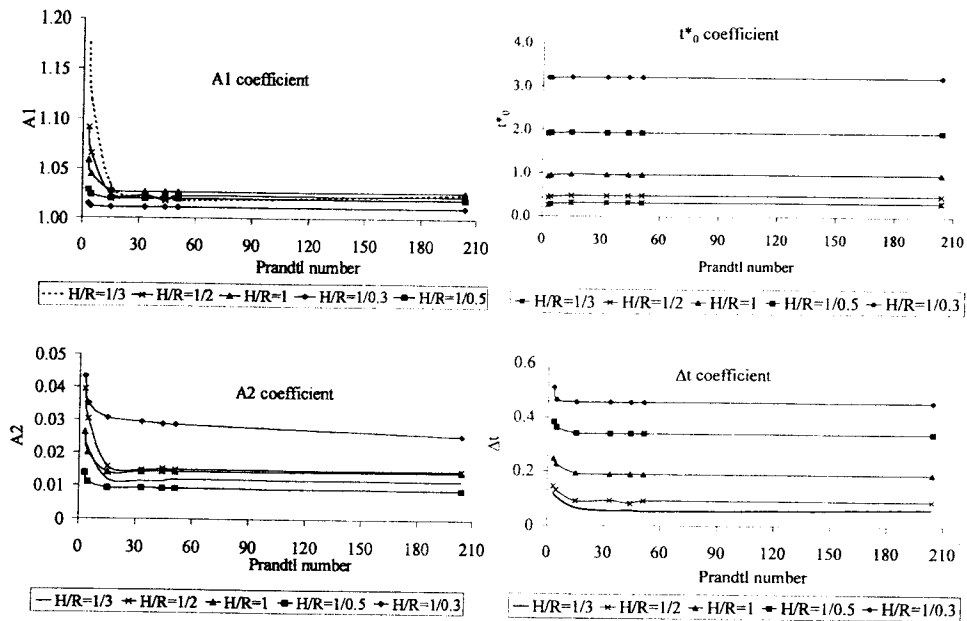 A1 coefficient
1.20
1.15
1.10
1.05
1.00
A1
0 30 60 90 120 150 180 210
Prandtl number
H/R=1/3 H/R=1/2 H/R=1 H/R=1/0.3 H/R=1/0.5
t*0 coefficient
4.0
3.0
2.0
1.0
0.0
t*0
0 30 60 90 120 150 180 210
Prandtl number
H/R=1/3 H/R=1/2 H/R=1 H/R=1/0.5 H/R=1/0.3
A2 coefficient
0.05
0.04
0.03
0.02
0.01
0
A2
0 30 60 90 120 150 180 210
Prandtl number
H/R=1/3 H/R=1/2 H/R=1 H/R=1/0.5 H/R=1/0.3
Δt coefficient
0.6
0.4
0.2
0
Δt
0 30 60 90 120 150 180 210
Prandtl number
H/R=1/3 H/R=1/2 H/R=1 H/R=1/0.5 H/R=1/0.3